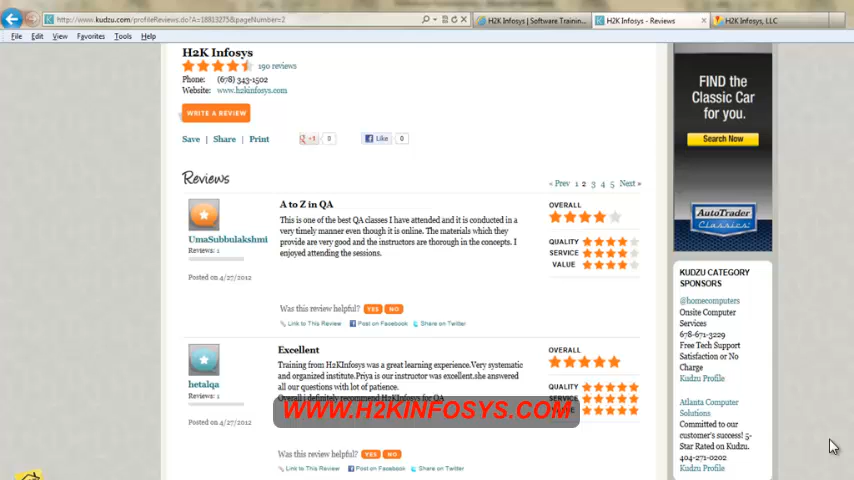 http://www.kudzu.com/profileReviews.do?A=18813275&pageNumber=2
H2K Infosys | Software Trainin...
H2K Infosys - Reviews
H2K Infosys, LLC
File Edit View Favorites Tools Help
H2K Infosys
190 reviews
Phone: (678) 343-1502
Website: www.h2kinfosys.com
WRITE A REVIEW
Save | Share | Print
+1 0
Like 0
Reviews
« Prev 1 2 3 4 5 Next »
UmaSubbulakshmi
Reviews: 1
Posted on 4/27/2012
A to Z in QA
This is one of the best QA classes I have attended and it is conducted in a
very timely manner even though it is online. The materials which they
provide are very good and the instructors are thorough in the concepts. I
enjoyed attending the sessions.
OVERALL
QUALITY
SERVICE
VALUE
Was this review helpful? YES NO
Link to This Review Post on Facebook Share on Twitter
hetalqa
Reviews: 1
Posted on 4/27/2012
Excellent
Training from H2KInfosys was a great learning experience.Very systematic
and organized institute.Priya is our instructor was excellent.she answered
all our questions with lot of patience.
Overall i definitely recommend H2KInfosys for QA
OVERALL
QUALITY
SERVICE
WWW.H2KINFOSYS.COM
Was this review helpful? YES NO
Link to This Review Post on Facebook Share on Twitter
FIND the
Classic Car
for you.
Search Now
AutoTrader
Classics
KUDZU CATEGORY
SPONSORS
@homecomputers
Onsite Computer
Services
678-671-3229
Free Tech Support
Satisfaction or No
Charge
Kudzu Profile
Atlanta Computer
Solutions
Committed to our
customer's success! 5-
Star Rated on Kudzu.
404-271-0202
Kudzu Profile